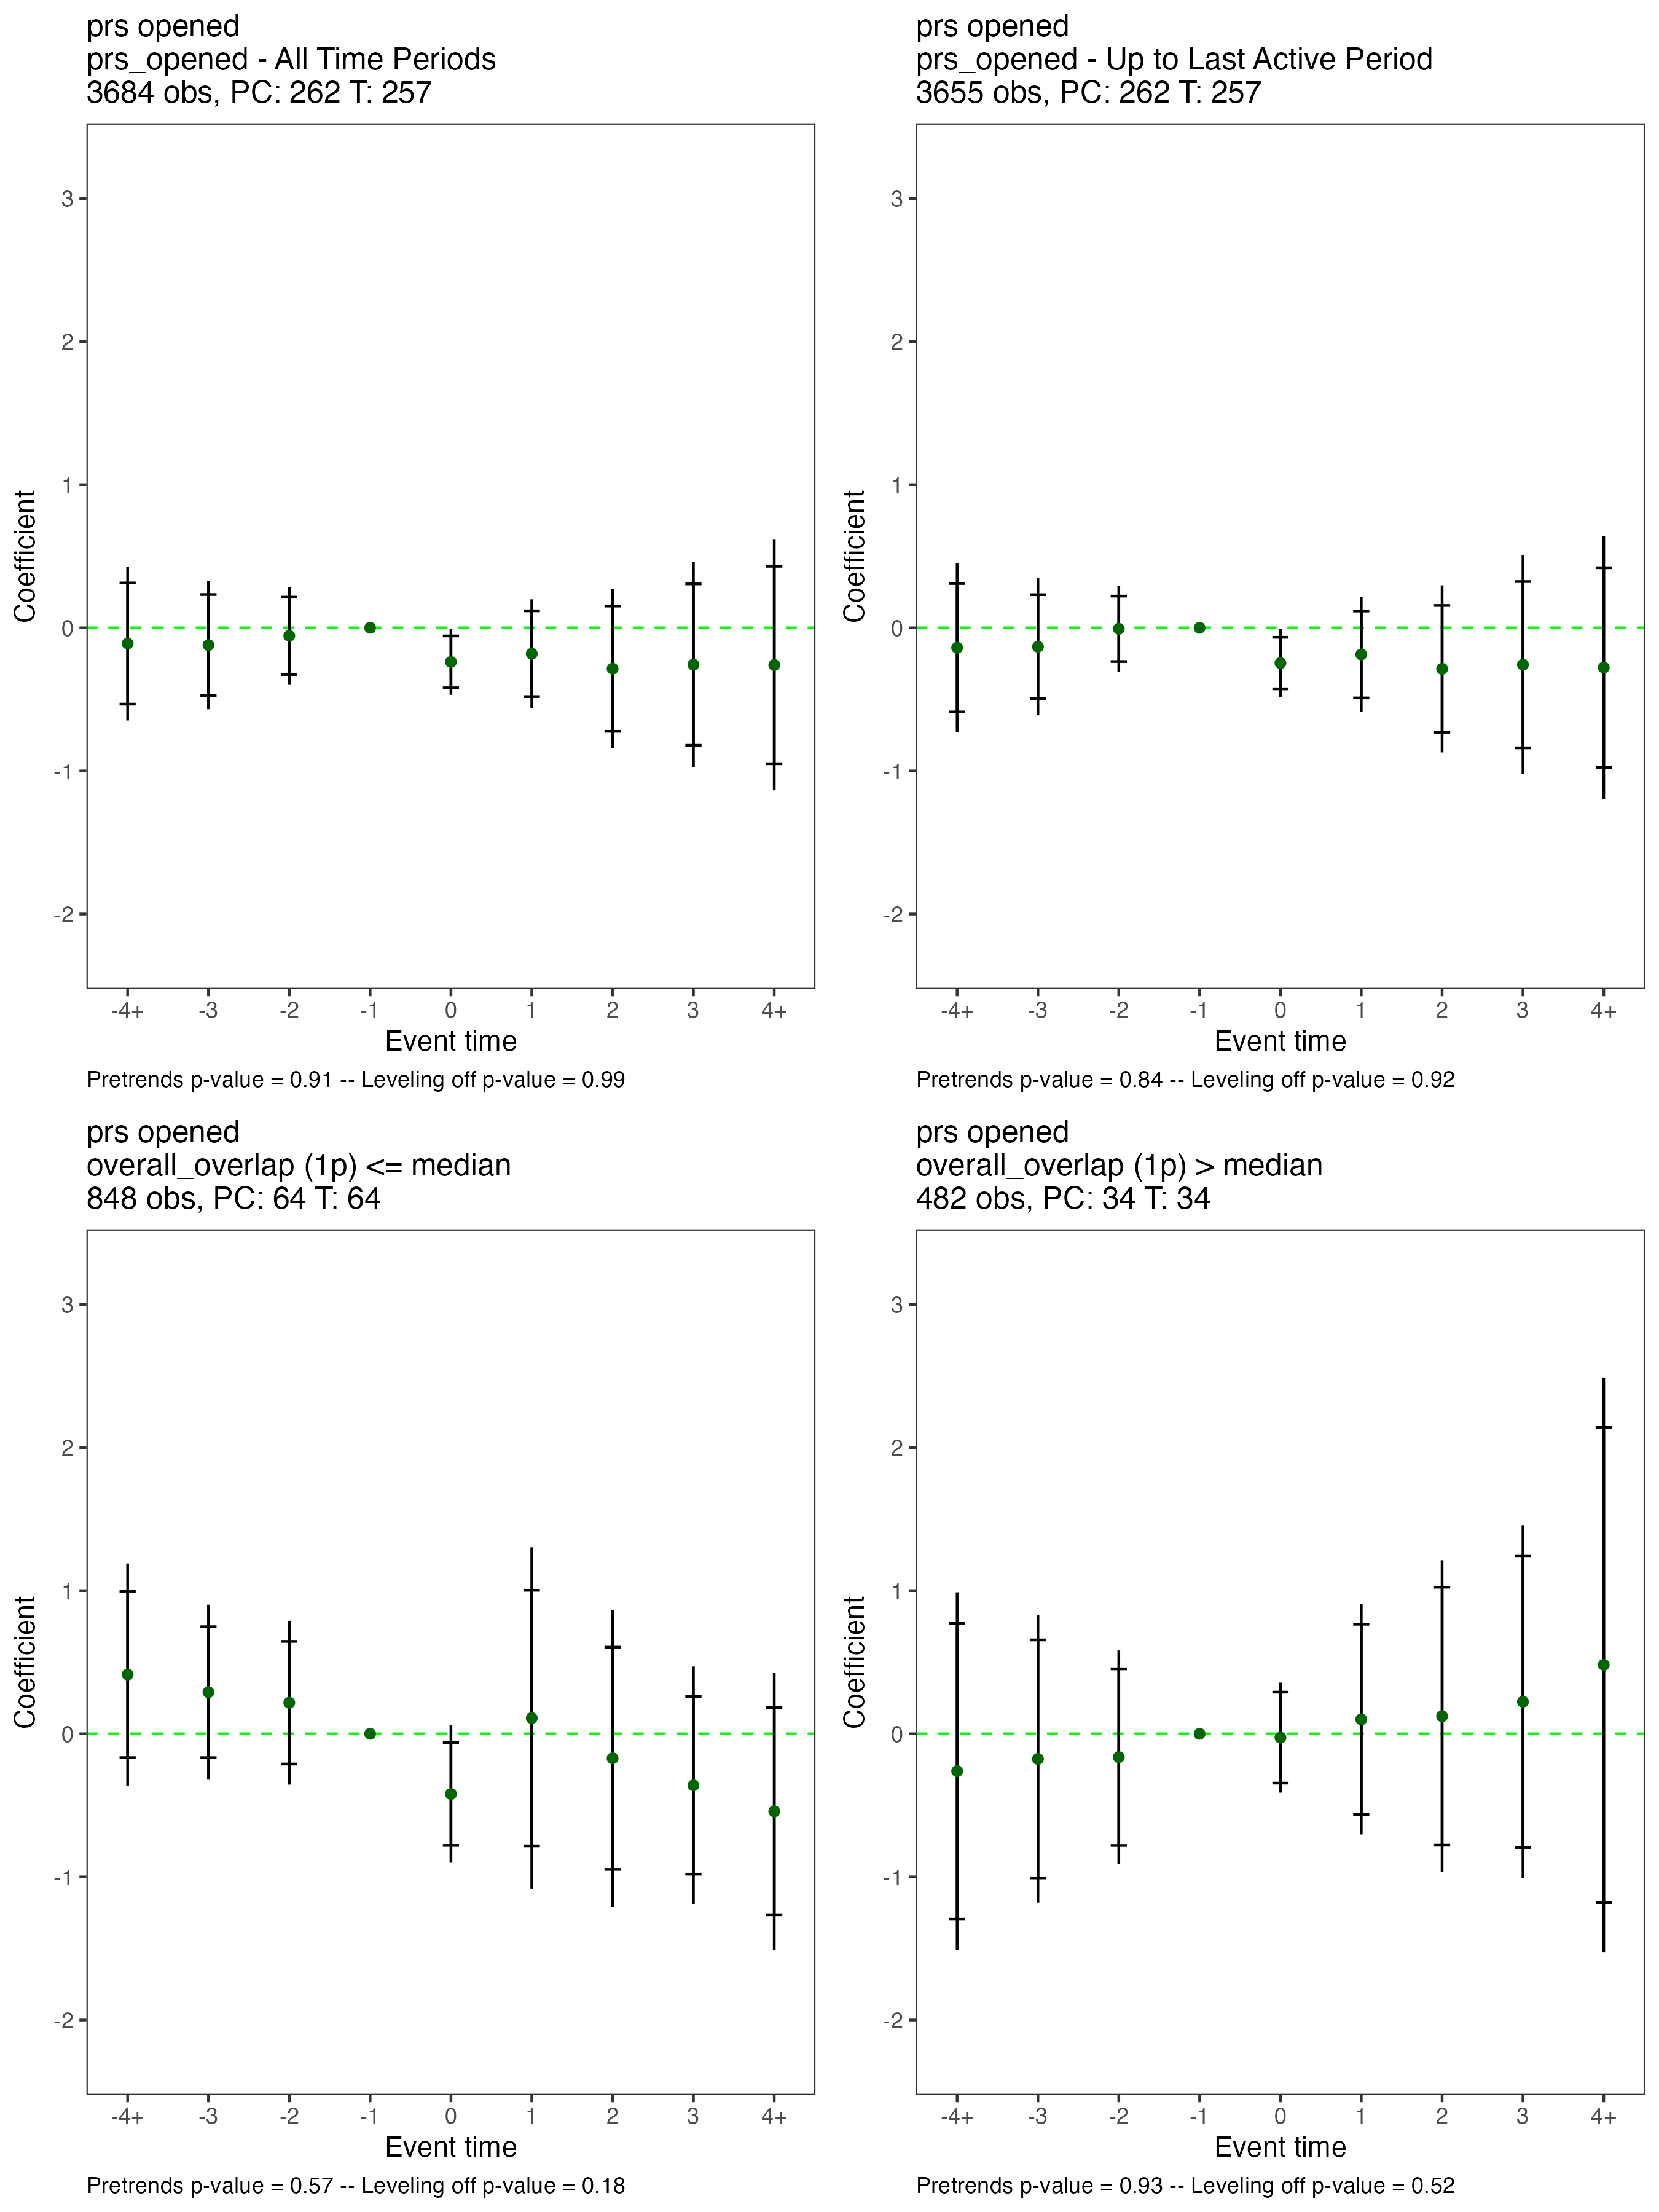 prs opened
prs_opened - All Time Periods
3684 obs, PC: 262 T: 257
3
2
1
0
-1
-2
Coefficient
-4+ -3 -2 -1 0 1 2 3 4+
Event time
Pretrends p-value = 0.91 -- Leveling off p-value = 0.99
prs opened
prs_opened - Up to Last Active Period
3655 obs, PC: 262 T: 257
3
2
1
0
-1
-2
Coefficient
-4+ -3 -2 -1 0 1 2 3 4+
Event time
Pretrends p-value = 0.84 -- Leveling off p-value = 0.92
prs opened
overall_overlap (1p) <= median
848 obs, PC: 64 T: 64
3
2
1
0
-1
-2
Coefficient
-4+ -3 -2 -1 0 1 2 3 4+
Event time
Pretrends p-value = 0.57 -- Leveling off p-value = 0.18
prs opened
overall_overlap (1p) > median
482 obs, PC: 34 T: 34
3
2
1
0
-1
-2
Coefficient
-4+ -3 -2 -1 0 1 2 3 4+
Event time
Pretrends p-value = 0.93 -- Leveling off p-value = 0.52